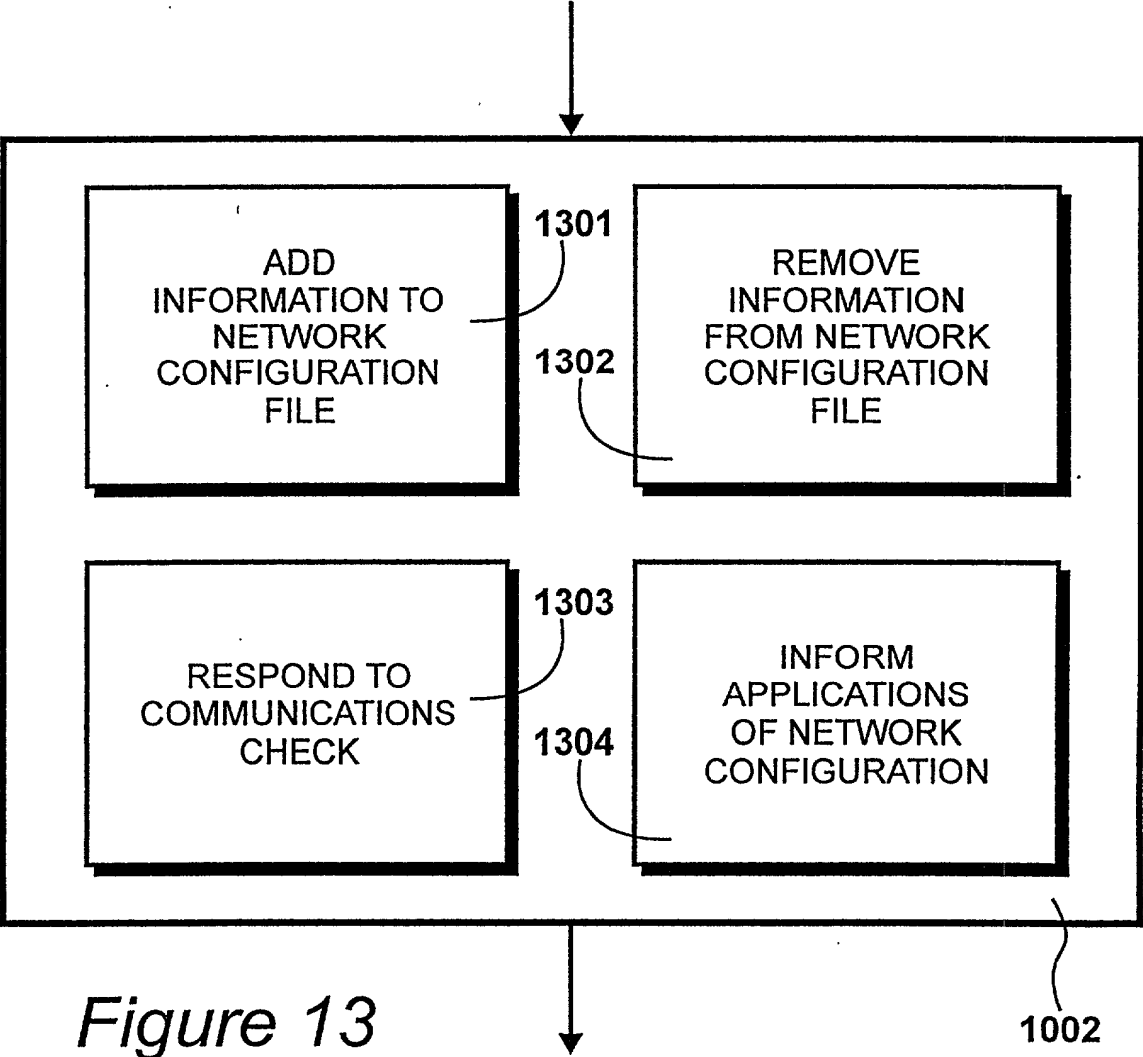 ADD
INFORMATION TO
NETWORK
CONFIGURATION
FILE
1301
1302
REMOVE
INFORMATION
FROM NETWORK
CONFIGURATION
FILE
RESPOND TO
COMMUNICATIONS
CHECK
1303
1304
INFORM
APPLICATIONS
OF NETWORK
CONFIGURATION
Figure 13
1002